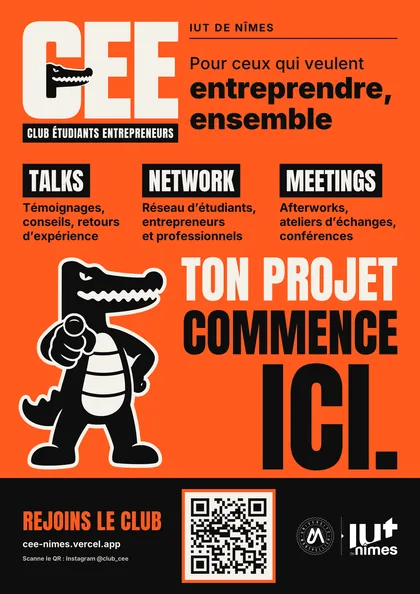 CEE
CLUB ÉTUDIANTS ENTREPRENEURS
IUT DE NÎMES
Pour ceux qui veulent
entreprendre,
ensemble
TALKS
Témoignages,
conseils, retours
d'expérience
NETWORK
Réseau d'étudiants,
entrepreneurs
et professionnels
MEETINGS
Afterworks,
ateliers d'échanges,
conférences
TON PROJET
COMMENCE
ICI.
REJOINS LE CLUB
cee-nimes.vercel.app
Scanne le QR : Instagram @club_cee
iut
nîmes